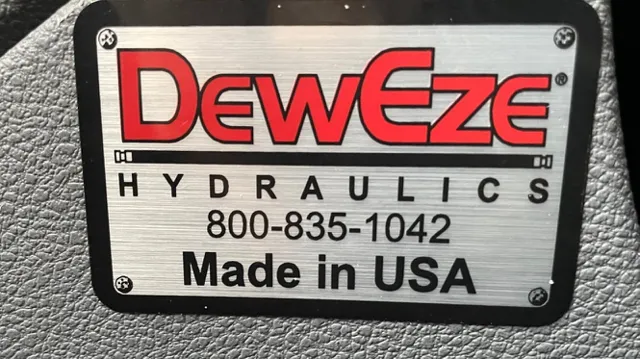 DEWEZE®
HYDRAULICS
800-835-1042
Made in USA